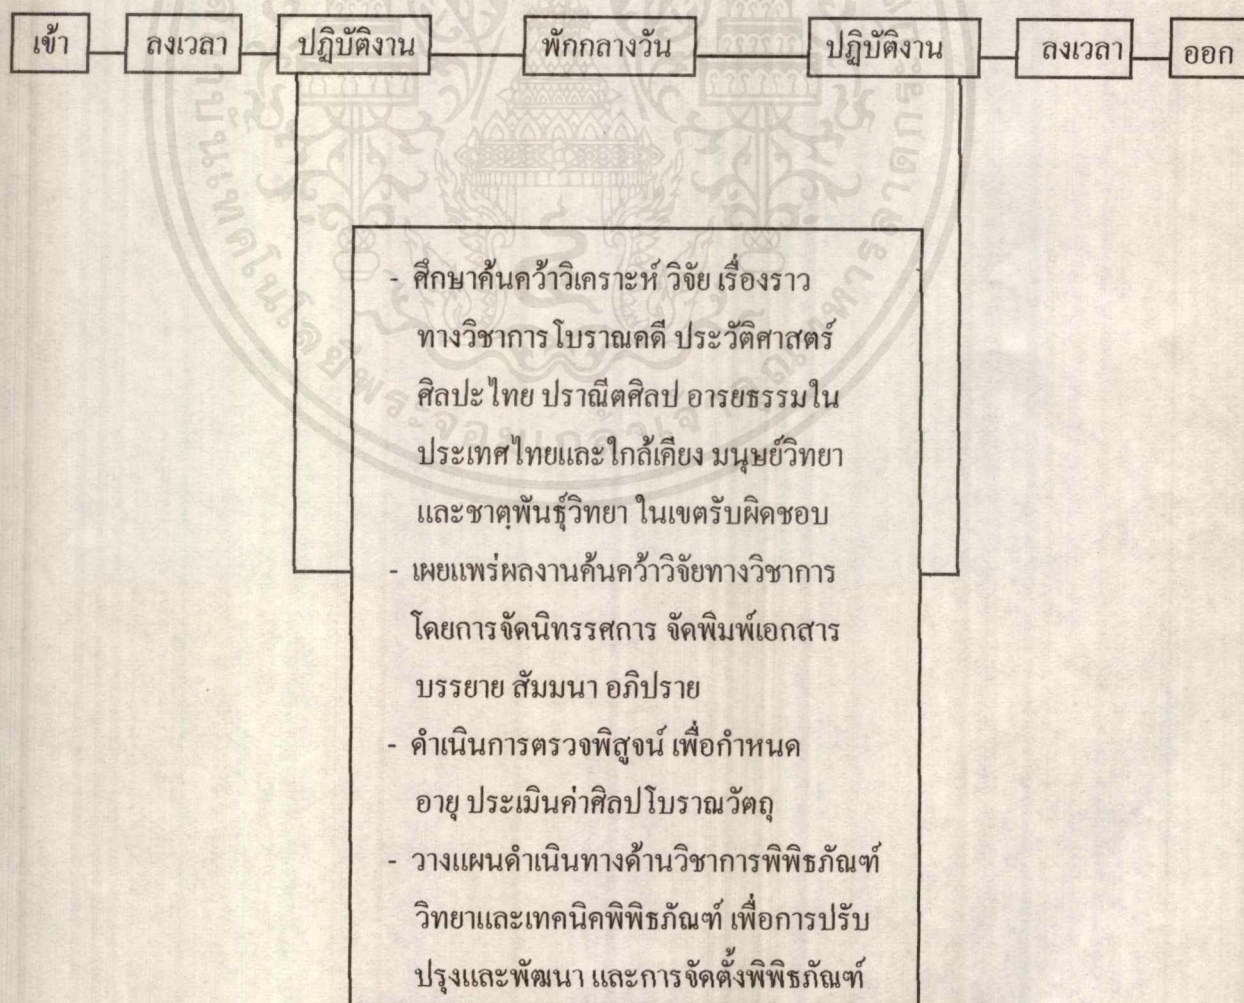 เข้า ลงเวลา ปฏิบัติงาน พักกลางวัน ปฏิบัติงาน ลงเวลา ออก
- ศึกษาค้นคว้าวิเคราะห์ วิจัย เรื่องราว
ทางวิชาการ โบราณคดี ประวัติศาสตร์
ศิลปะไทย ปราณีตศิลป อารยธรรมใน
ประเทศไทยและใกล้เคียง มนุษย์วิทยา
และชาตุพันธุ์วิทยา ในเขตรับผิดชอบ
- เผยแพร่ผลงานค้นคว้าวิจัยทางวิชาการ
โดยการจัดนิทรรศการ จัดพิมพ์เอกสาร
บรรยาย สัมมนา อภิปราย
- ดำเนินการตรวจพิสูจน์ เพื่อกำหนด
อายุ ประเมินค่าศิลปโบราณวัตถุ
- วางแผนดำเนินทางด้านวิชาการพิพิธภัณฑ์
วิทยาและเทคนิคพิพิธภัณฑ์ เพื่อการปรับ
ปรุงและพัฒนา และการจัดตั้งพิพิธภัณฑ์